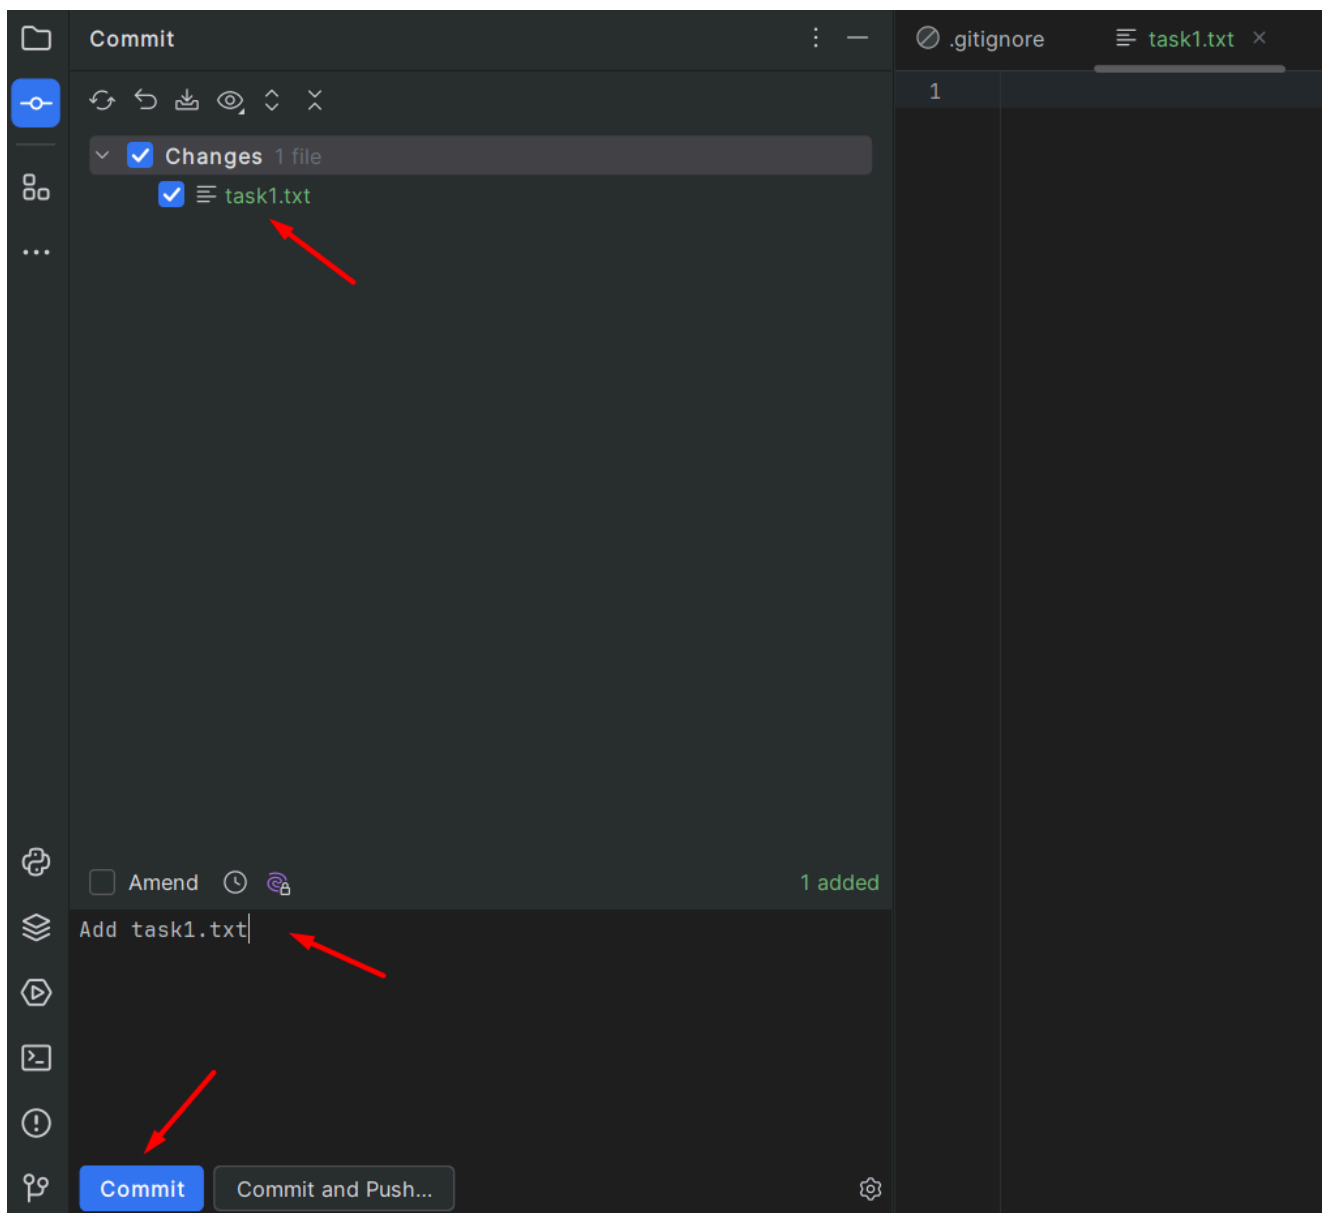 Commit
.gitignore
task1.txt
1
Changes 1 file
task1.txt
Amend
1 added
Add task1.txt
Commit
Commit and Push...